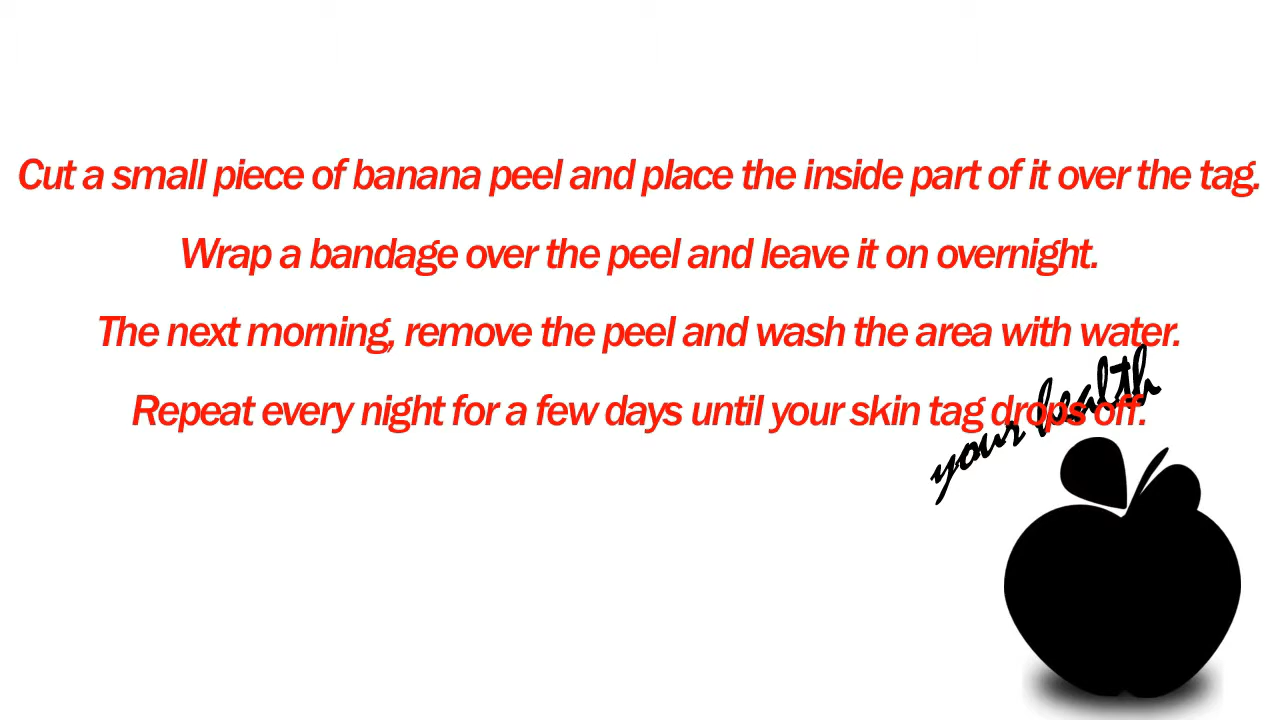 Cut a small piece of banana peel and place the inside part of it over the tag.
Wrap a bandage over the peel and leave it on overnight.
The next morning, remove the peel and wash the area with water.
Repeat every night for a few days until your skin tag drops off.
your health